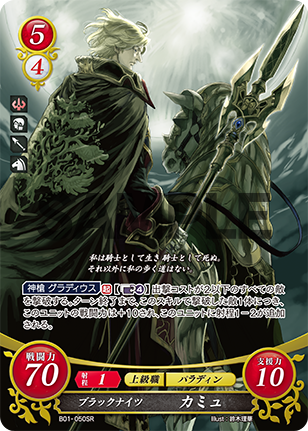 5
4
SAMPLE
私は騎士として生き 騎士として死ぬ。
それ以外に私の歩く道はない。
神槍 グラディウス 起 【 4】出撃コストが2以下のすべての敵
を撃破する。ターン終了まで、このスキルで撃破した敵1体につき、
このユニットの戦闘力は+10され、このユニットに射程1-2が追加
される。
戦闘力
70
射程 1
上級職
パラディン
支援力
10
ブラックナイツ カミュ
B01-050SR
Illust:鈴木理華